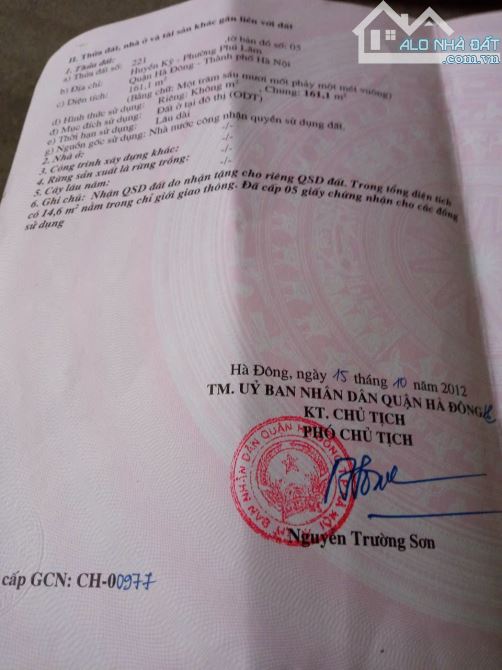 ALO NHÀ ĐẤT
II. Thửa đất, nhà ở và tài sản khác gắn liền với đất
1. Thửa đất:
a) Thửa đất số: 221 ,tờ bản đồ số: 05
b) Địa chỉ: Huyền Kỳ - Phường Phú Lãm
Quận Hà Đông - Thành phố Hà Nội
c) Diện tích: 161,1 m²
(Bằng chữ: Một trăm sáu mươi mốt phảy một mét vuông)
d) Hình thức sử dụng: Riêng: Không m², Chung: 161,1 m²
đ) Mục đích sử dụng: Đất ở tại đô thị (ODT)
e) Thời hạn sử dụng: Lâu dài
g) Nguồn gốc sử dụng: Nhà nước công nhận quyền sử dụng đất.
2. Nhà ở: -/-
3. Công trình xây dựng khác: -/-
4. Rừng sản xuất là rừng trồng: -/-
5. Cây lâu năm: -/-
6. Ghi chú: Nhận QSD đất do nhận tặng cho riêng QSD đất. Trong tổng diện tích
có 14,6 m² nằm trong chỉ giới giao thông. Đã cấp 05 giấy chứng nhận cho các đồng
sử dụng
Hà Đông, ngày 15 tháng 10 năm 2012
TM. UỶ BAN NHÂN DÂN QUẬN HÀ ĐÔNG
KT. CHỦ TỊCH
PHÓ CHỦ TỊCH
Nguyễn Trường Sơn
cấp GCN: CH-00977